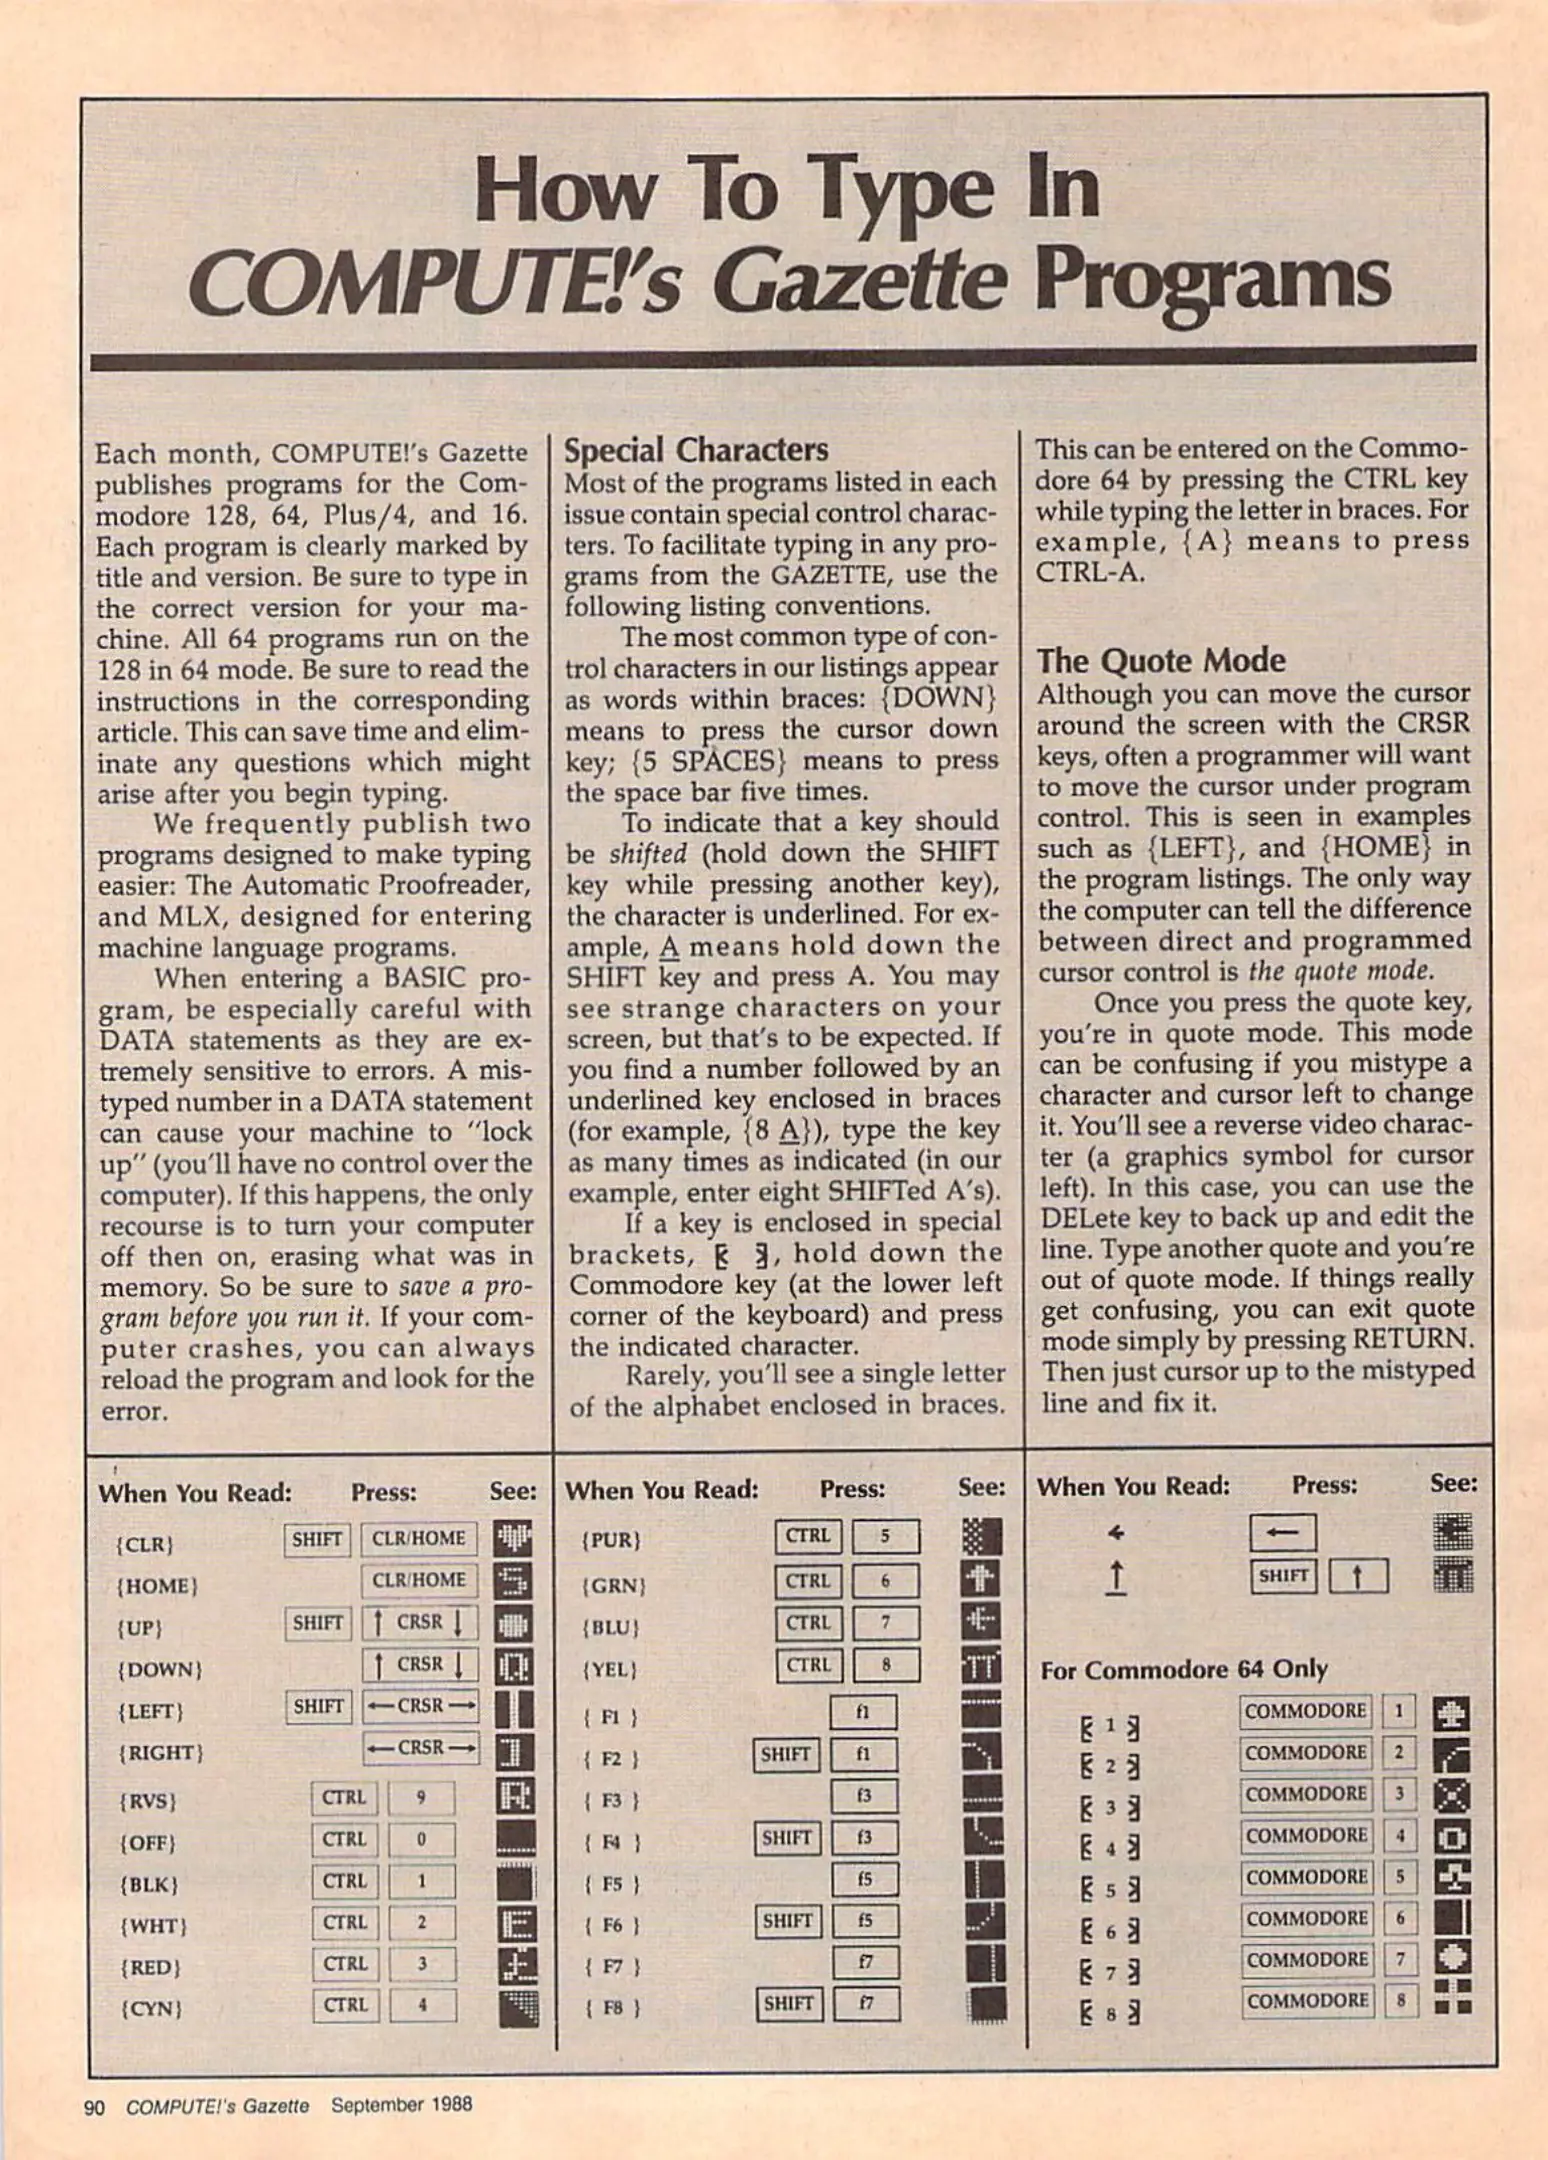 How To Type In
COMPUTE!'s Gazette Programs
Each month, COMPUTE!'s Gazette
publishes programs for the Com-
modore 128, 64, Plus/4, and 16.
Each program is clearly marked by
title and version. Be sure to type in
the correct version for your ma-
chine. All 64 programs run on the
128 in 64 mode. Be sure to read the
instructions in the corresponding
article. This can save time and elim-
inate any questions which might
arise after you begin typing.
We frequently publish two
programs designed to make typing
easier: The Automatic Proofreader,
and MLX, designed for entering
machine language programs.
When entering a BASIC pro-
gram, be especially careful with
DATA statements as they are ex-
tremely sensitive to errors. A mis-
typed number in a DATA statement
can cause your machine to "lock
up" (you'll have no control over the
computer). If this happens, the only
recourse is to turn your computer
off then on, erasing what was in
memory. So be sure to save a pro-
gram before you run it. If your com-
puter crashes, you can always
reload the program and look for the
error.
Special Characters
Most of the programs listed in each
issue contain special control charac-
ters. To facilitate typing in any pro-
grams from the GAZETTE, use the
following listing conventions.
The most common type of con-
trol characters in our listings appear
as words within braces: {DOWN}
means to press the cursor down
key; {5 SPACES} means to press
the space bar five times.
To indicate that a key should
be shifted (hold down the SHIFT
key while pressing another key),
the character is underlined. For ex-
ample, A means hold down the
SHIFT key and press A. You may
see strange characters on your
screen, but that's to be expected. If
you find a number followed by an
underlined key enclosed in braces
(for example, {8 A}), type the key
as many times as indicated (in our
example, enter eight SHIFTed A's).
If a key is enclosed in special
brackets, [< >], hold down the
Commodore key (at the lower left
corner of the keyboard) and press
the indicated character.
Rarely, you'll see a single letter
of the alphabet enclosed in braces.
This can be entered on the Commo-
dore 64 by pressing the CTRL key
while typing the letter in braces. For
example, {A} means to press
CTRL-A.
The Quote Mode
Although you can move the cursor
around the screen with the CRSR
keys, often a programmer will want
to move the cursor under program
control. This is seen in examples
such as {LEFT}, and {HOME} in
the program listings. The only way
the computer can tell the difference
between direct and programmed
cursor control is the quote mode.
Once you press the quote key,
you're in quote mode. This mode
can be confusing if you mistype a
character and cursor left to change
it. You'll see a reverse video charac-
ter (a graphics symbol for cursor
left). In this case, you can use the
DELete key to back up and edit the
line. Type another quote and you're
out of quote mode. If things really
get confusing, you can exit quote
mode simply by pressing RETURN.
Then just cursor up to the mistyped
line and fix it.
When You Read: Press: See:
{CLR} SHIFT CLR/HOME
{HOME} CLR/HOME
{UP} SHIFT ↑ CRSR ↓
{DOWN} ↑ CRSR ↓
{LEFT} SHIFT ←CRSR→
{RIGHT} ←CRSR→
{RVS} CTRL 9
{OFF} CTRL 0
{BLK} CTRL 1
{WHT} CTRL 2
{RED} CTRL 3
{CYN} CTRL 4
When You Read: Press: See:
{PUR} CTRL 5
{GRN} CTRL 6
{BLU} CTRL 7
{YEL} CTRL 8
{ F1 } f1
{ F2 } SHIFT f1
{ F3 } f3
{ F4 } SHIFT f3
{ F5 } f5
{ F6 } SHIFT f5
{ F7 } f7
{ F8 } SHIFT f7
When You Read: Press: See:
← ←
↑ SHIFT ↑
For Commodore 64 Only
[< 1 >] COMMODORE 1
[< 2 >] COMMODORE 2
[< 3 >] COMMODORE 3
[< 4 >] COMMODORE 4
[< 5 >] COMMODORE 5
[< 6 >] COMMODORE 6
[< 7 >] COMMODORE 7
[< 8 >] COMMODORE 8
90 COMPUTE!'s Gazette September 1988